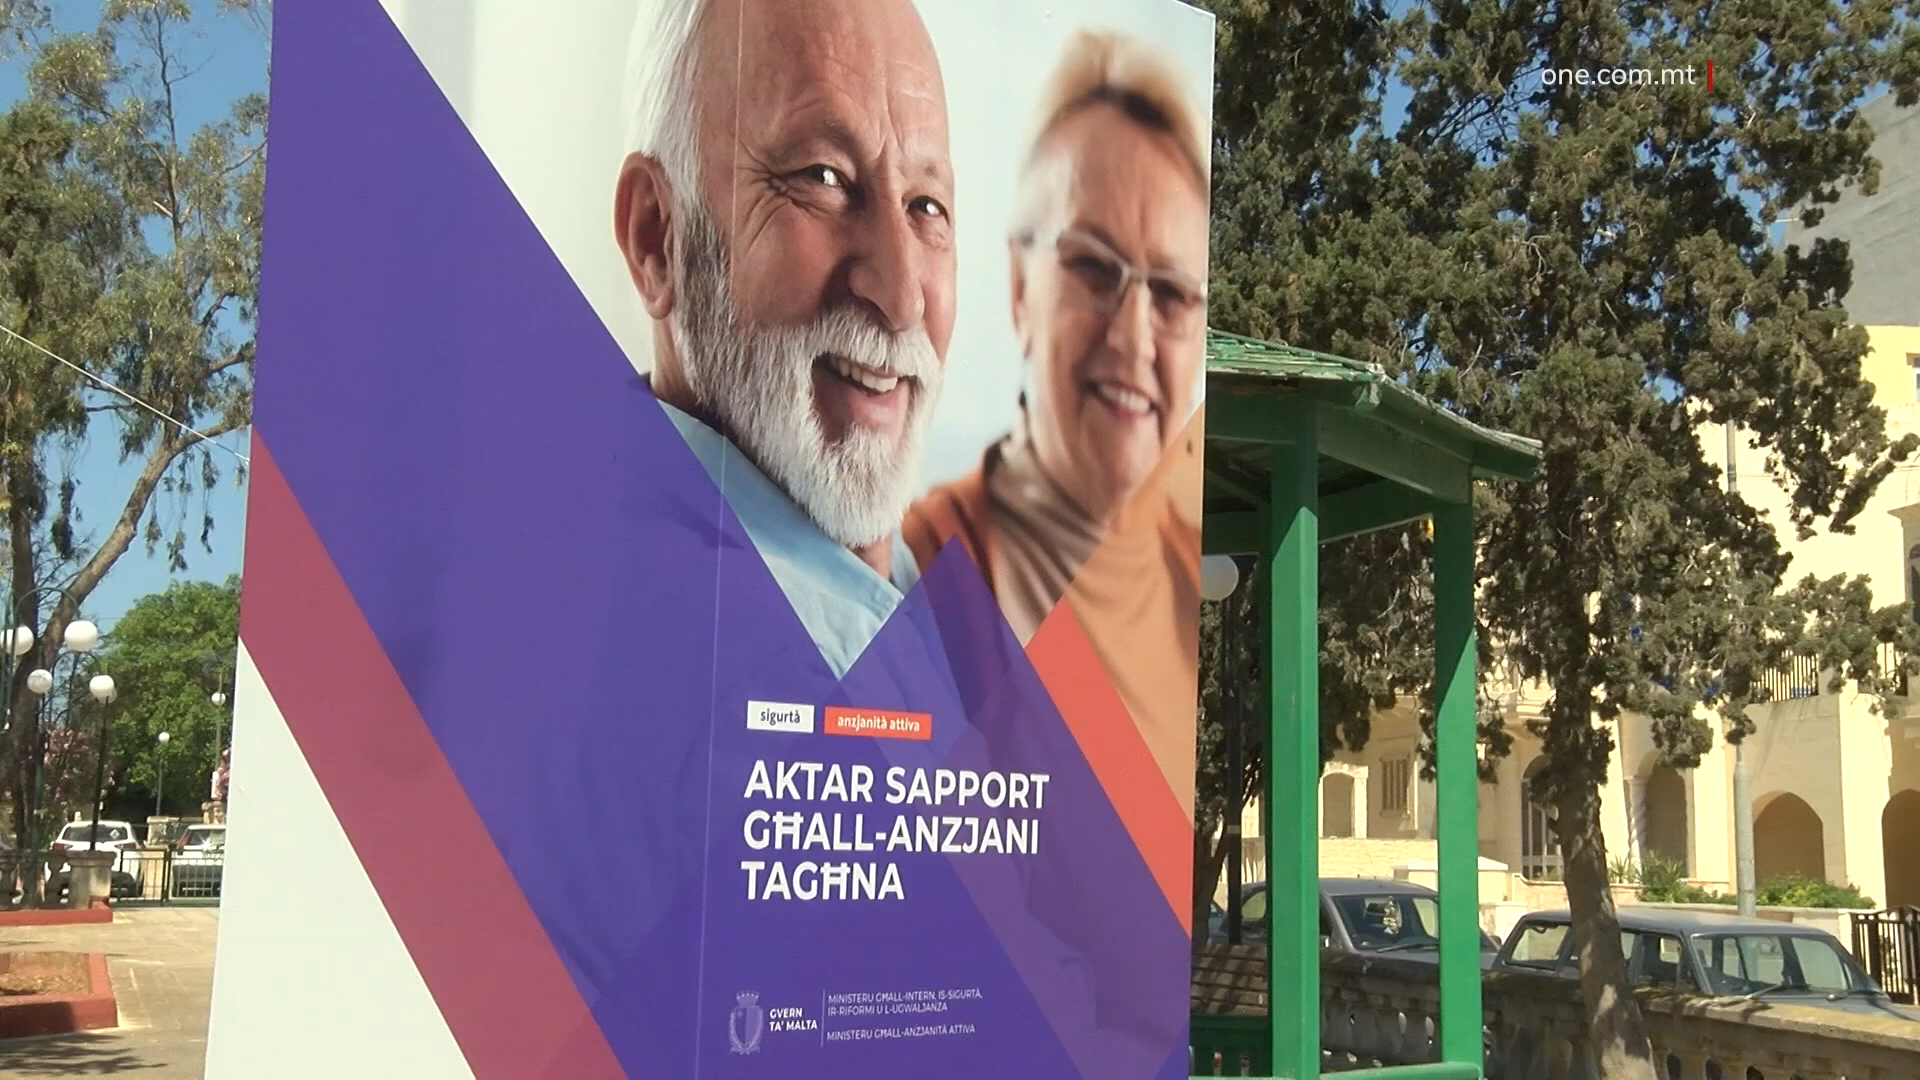 one.com.mt
sigurtà anzjanità attiva
AKTAR SAPPORT
GĦALL-ANZJANI
TAGĦNA
GVERN
TA' MALTA
MINISTERU GĦALL-INTERN, IS-SIGURTÀ,
IR-RIFORMI U L-UGWALJANZA
MINISTERU GĦALL-ANZJANITÀ ATTIVA